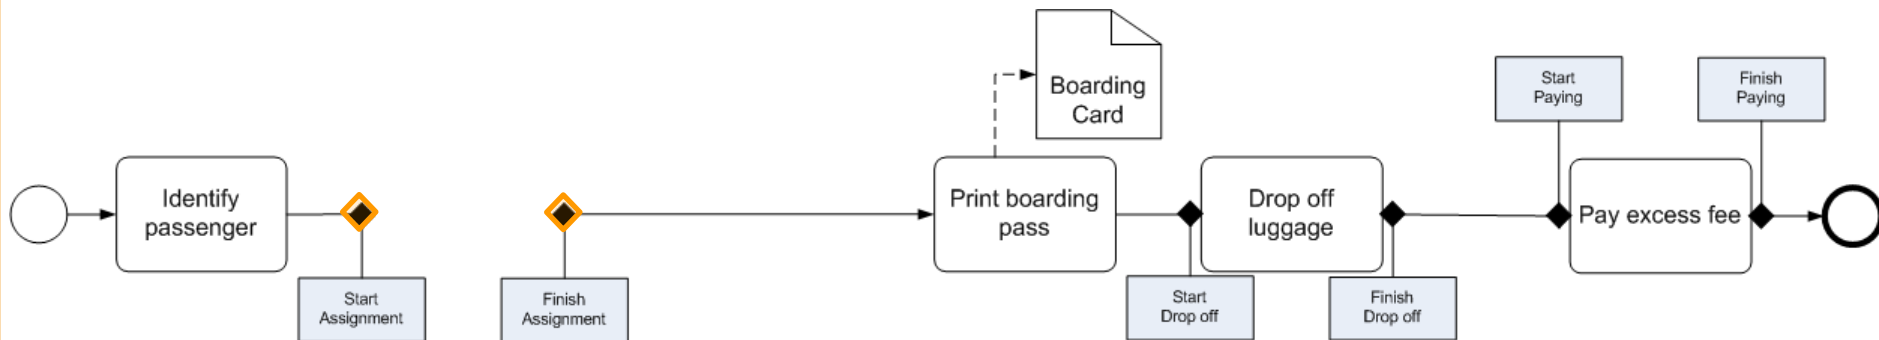 Boarding
Card
Start
Paying
Finish
Paying
Identify
passenger
Print boarding
pass
Drop off
luggage
Pay excess fee
Start
Assignment
Finish
Assignment
Start
Drop off
Finish
Drop off